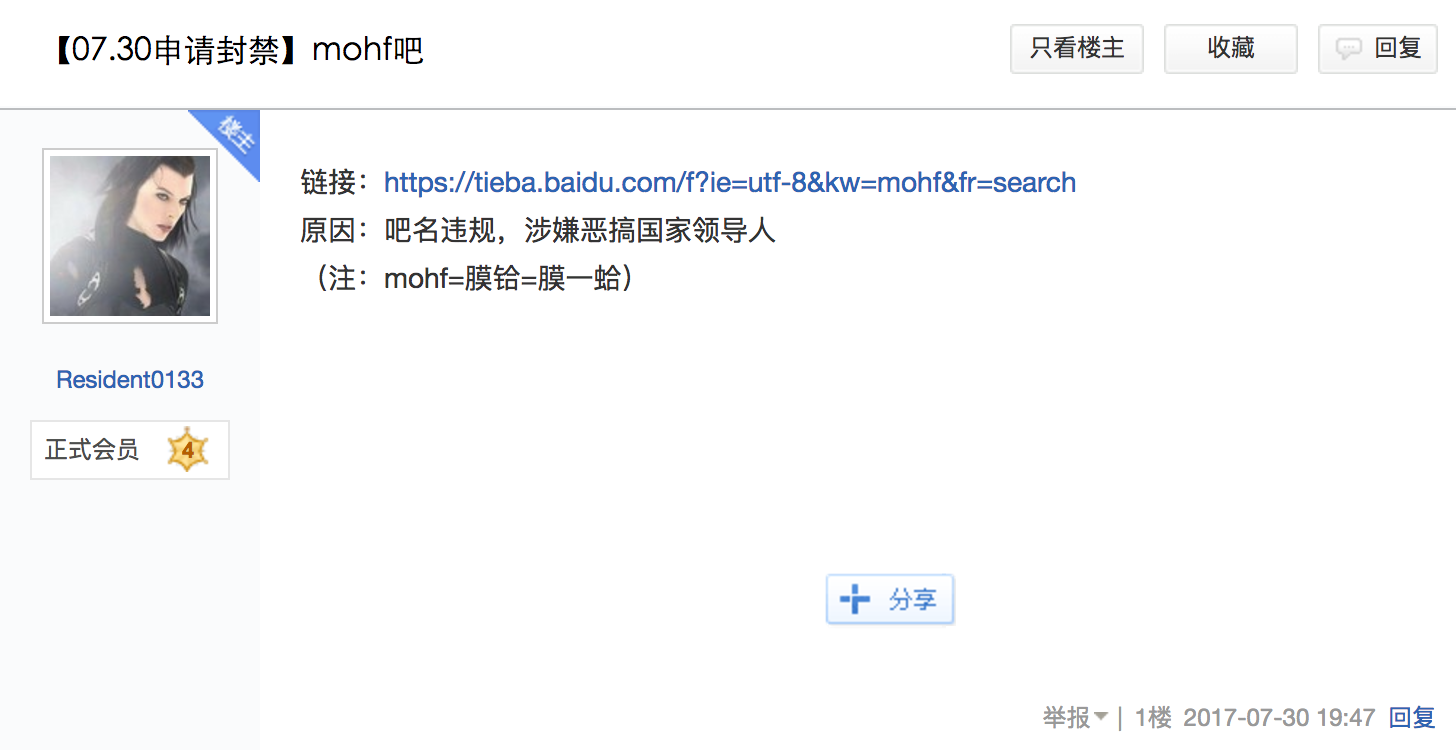 【07.30申请封禁】mohf吧
只看楼主
收藏
回复
楼主
链接：https://tieba.baidu.com/f?ie=utf-8&kw=mohf&fr=search
原因：吧名违规，涉嫌恶搞国家领导人
（注：mohf=膜铪=膜一蛤）
Resident0133
正式会员 4
分享
举报 | 1楼 2017-07-30 19:47 回复